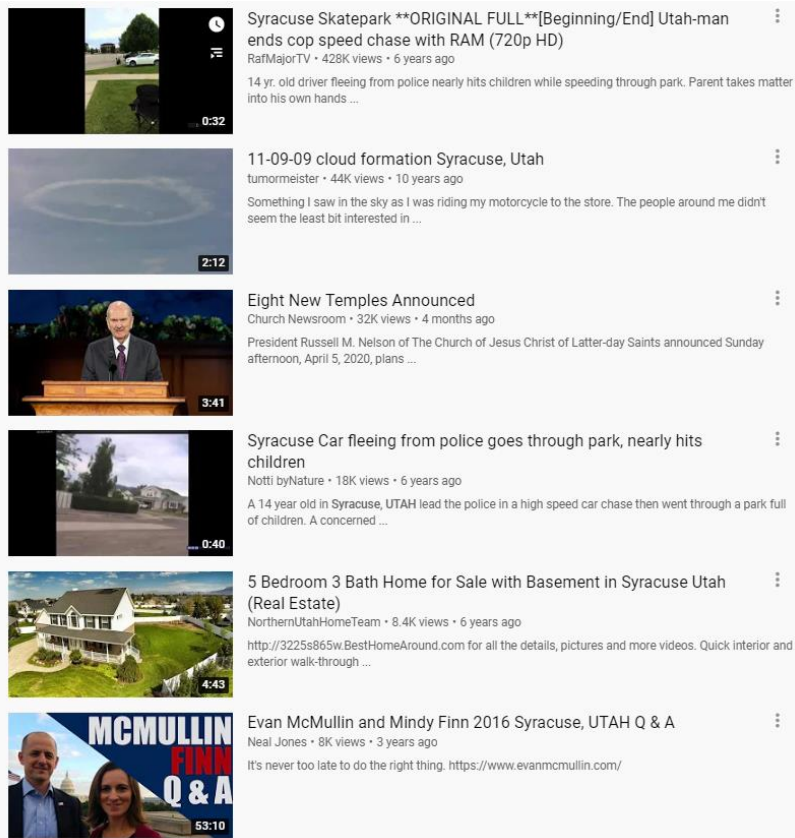 Syracuse Skatepark **ORIGINAL FULL**[Beginning/End] Utah-man
ends cop speed chase with RAM (720p HD)
RafMajorTV • 428K views • 6 years ago
14 yr. old driver fleeing from police nearly hits children while speeding through park. Parent takes matter
into his own hands ...
0:32
11-09-09 cloud formation Syracuse, Utah
tumormeister • 44K views • 10 years ago
Something I saw in the sky as I was riding my motorcycle to the store. The people around me didn't
seem the least bit interested in ...
2:12
Eight New Temples Announced
Church Newsroom • 32K views • 4 months ago
President Russell M. Nelson of The Church of Jesus Christ of Latter-day Saints announced Sunday
afternoon, April 5, 2020, plans ...
3:41
Syracuse Car fleeing from police goes through park, nearly hits
children
Notti byNature • 18K views • 6 years ago
A 14 year old in Syracuse, UTAH lead the police in a high speed car chase then went through a park full
of children. A concerned ...
0:40
5 Bedroom 3 Bath Home for Sale with Basement in Syracuse Utah
(Real Estate)
NorthernUtahHomeTeam • 8.4K views • 6 years ago
http://3225s865w.BestHomeAround.com for all the details, pictures and more videos. Quick interior and
exterior walk-through ...
4:43
Evan McMullin and Mindy Finn 2016 Syracuse, UTAH Q & A
Neal Jones • 8K views • 3 years ago
It's never too late to do the right thing. https://www.evanmcmullin.com/
MCMULLIN
FINN
Q & A
53:10